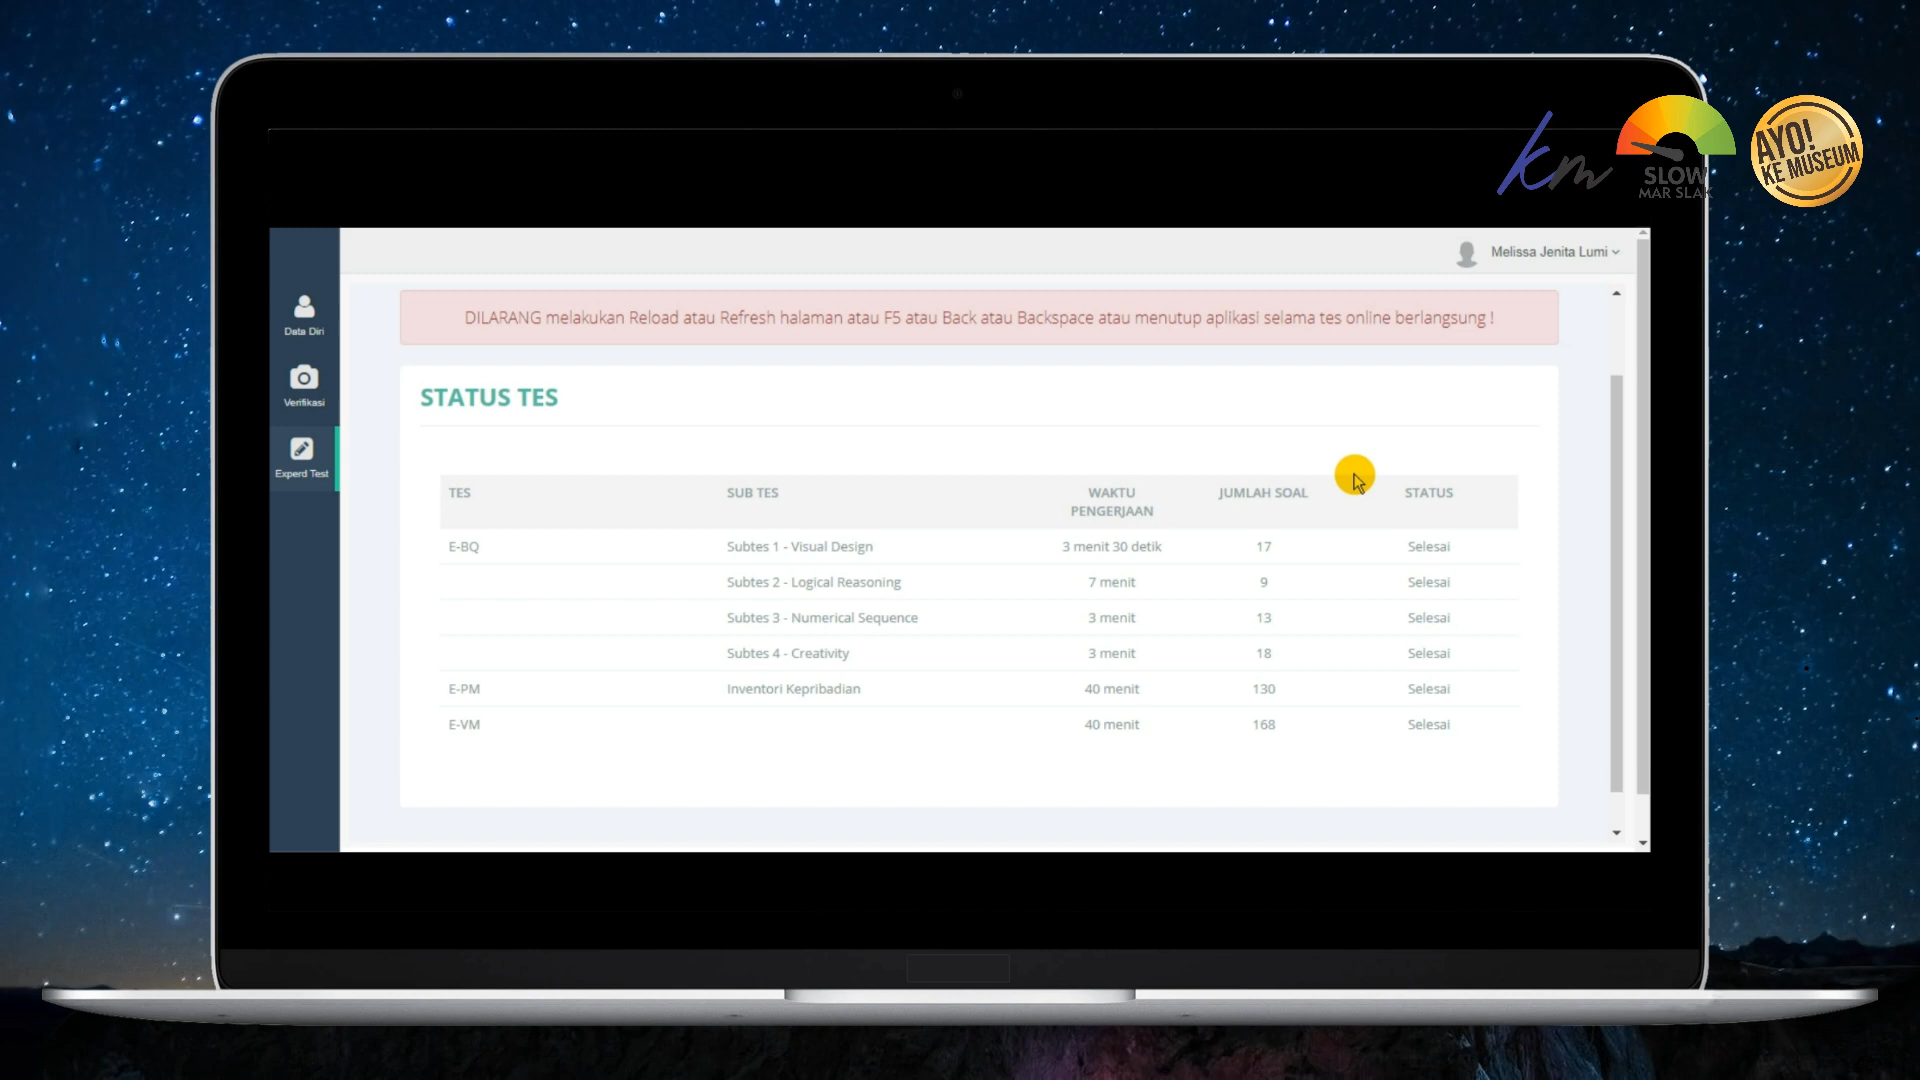 km
SLOW
MAR SLAK
AYO!
KE MUSEUM
Melissa Jenita Lumi
Data Diri
Verifikasi
Experd Test
DILARANG melakukan Reload atau Refresh halaman atau F5 atau Back atau Backspace atau menutup aplikasi selama tes online berlangsung !
STATUS TES
TES SUB TES WAKTU PENGERJAAN JUMLAH SOAL STATUS
E-BQ Subtes 1 - Visual Design 3 menit 30 detik 17 Selesai
Subtes 2 - Logical Reasoning 7 menit 9 Selesai
Subtes 3 - Numerical Sequence 3 menit 13 Selesai
Subtes 4 - Creativity 3 menit 18 Selesai
E-PM Inventori Kepribadian 40 menit 130 Selesai
E-VM 40 menit 168 Selesai